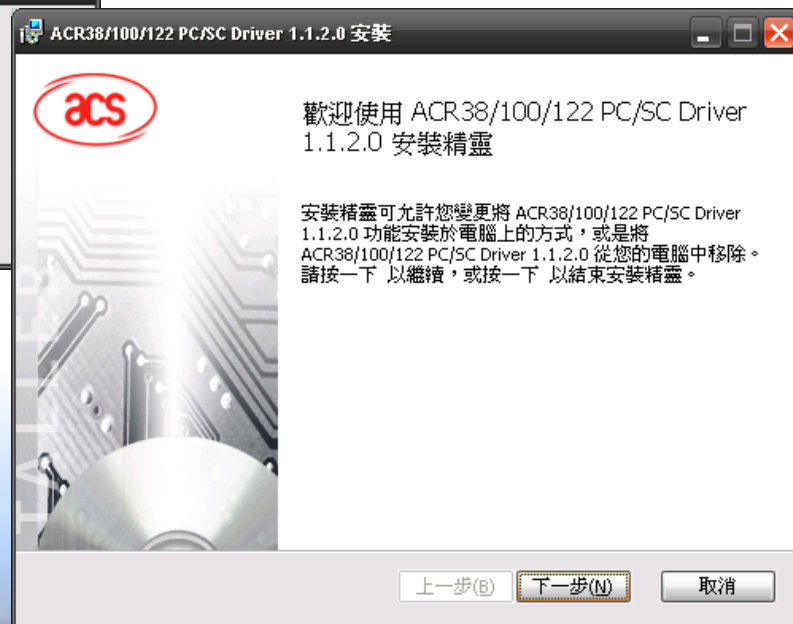 ACR38/100/122 PC/SC Driver 1.1.2.0 安裝
acs
歡迎使用 ACR38/100/122 PC/SC Driver
1.1.2.0 安裝精靈
安裝精靈可允許您變更將 ACR38/100/122 PC/SC Driver
1.1.2.0 功能安裝於電腦上的方式，或是將
ACR38/100/122 PC/SC Driver 1.1.2.0 從您的電腦中移除。
請按一下 以繼續，或按一下 以結束安裝精靈。
上一步(B)
下一步(N)
取消